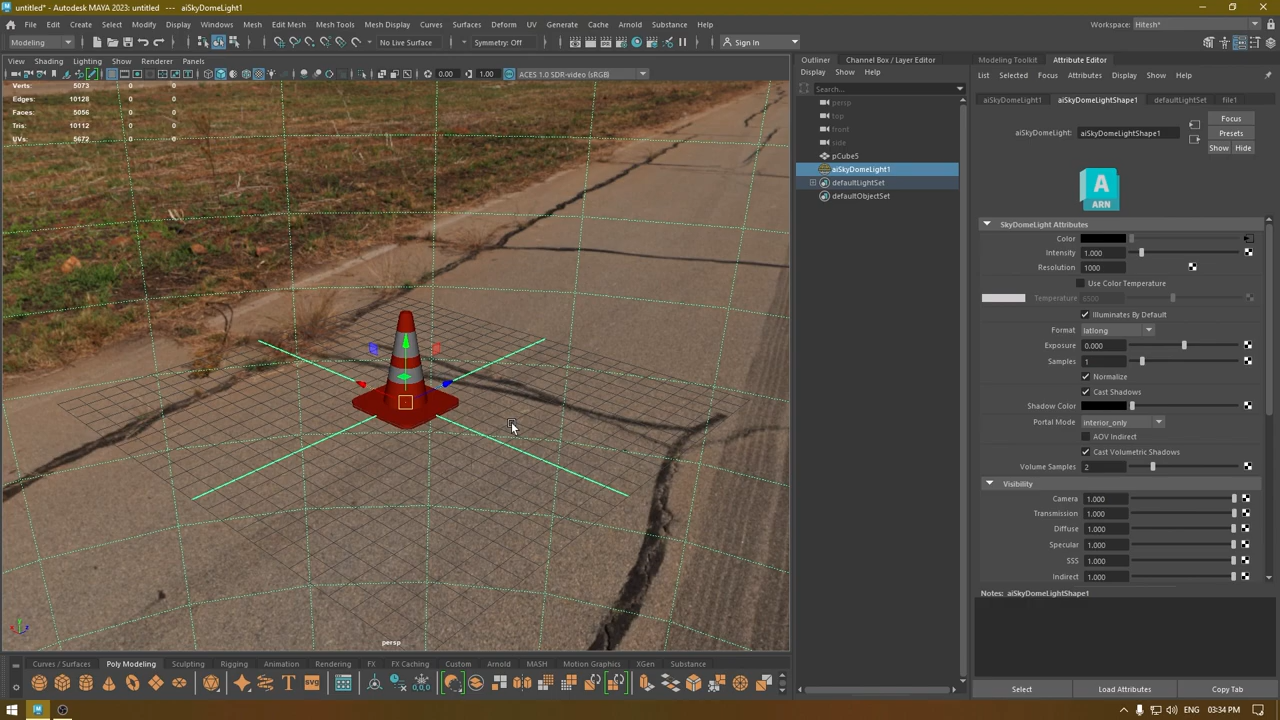 untitled* - Autodesk MAYA 2023: untitled --- aiSkyDomeLight1
File Edit Create Select Modify Display Windows Mesh Edit Mesh Mesh Tools Mesh Display Curves Surfaces Deform UV Generate Cache Arnold Substance Help
Workspace: Hitesh*
Modeling No Live Surface Symmetry: Off Sign In
View Shading Lighting Show Renderer Panels
0.00 1.00 ACES 1.0 SDR-video (sRGB)
Verts: 5073 0 0
Edges: 10128 0 0
Faces: 5056 0 0
Tris: 10112 0 0
UVs: 5672 0 0
persp
Outliner Channel Box / Layer Editor
Display Show Help
Search...
persp
top
front
side
pCube5
aiSkyDomeLight1
defaultLightSet
defaultObjectSet
Modeling Toolkit Attribute Editor
List Selected Focus Attributes Display Show Help
aiSkyDomeLight1 aiSkyDomeLightShape1 defaultLightSet file1
Focus
aiSkyDomeLight: aiSkyDomeLightShape1 Presets
Show Hide
A
ARN
SkyDomeLight Attributes
Color
Intensity 1.000
Resolution 1000
Use Color Temperature
Temperature 6500
Illuminates By Default
Format latlong
Exposure 0.000
Samples 1
Normalize
Cast Shadows
Shadow Color
Portal Mode interior_only
AOV Indirect
Cast Volumetric Shadows
Volume Samples 2
Visibility
Camera 1.000
Transmission 1.000
Diffuse 1.000
Specular 1.000
SSS 1.000
Indirect 1.000
Notes: aiSkyDomeLightShape1
Select Load Attributes Copy Tab
Curves / Surfaces Poly Modeling Sculpting Rigging Animation Rendering FX FX Caching Custom Arnold MASH Motion Graphics XGen Substance
SVG
0,0,0
ENG 03:34 PM